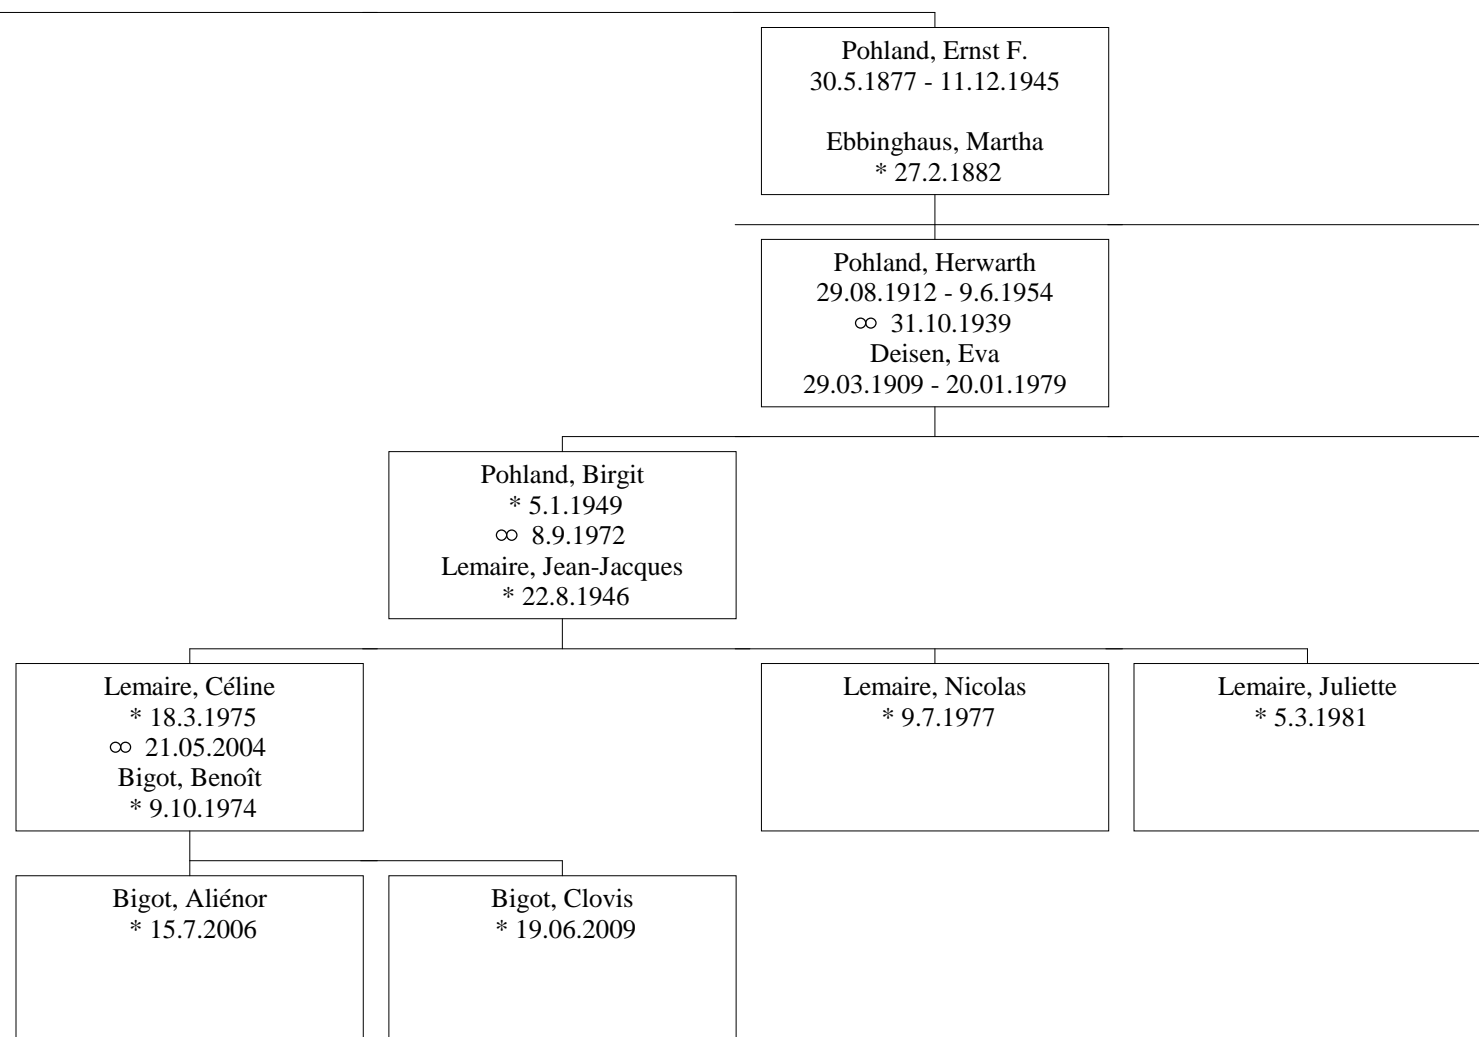 Pohland, Ernst F.
30.5.1877 - 11.12.1945
Ebbinghaus, Martha
* 27.2.1882
Pohland, Herwarth
29.08.1912 - 9.6.1954
∞ 31.10.1939
Deisen, Eva
29.03.1909 - 20.01.1979
Pohland, Birgit
* 5.1.1949
∞ 8.9.1972
Lemaire, Jean-Jacques
* 22.8.1946
Lemaire, Céline
* 18.3.1975
∞ 21.05.2004
Bigot, Benoît
* 9.10.1974
Lemaire, Nicolas
* 9.7.1977
Lemaire, Juliette
* 5.3.1981
Bigot, Aliénor
* 15.7.2006
Bigot, Clovis
* 19.06.2009